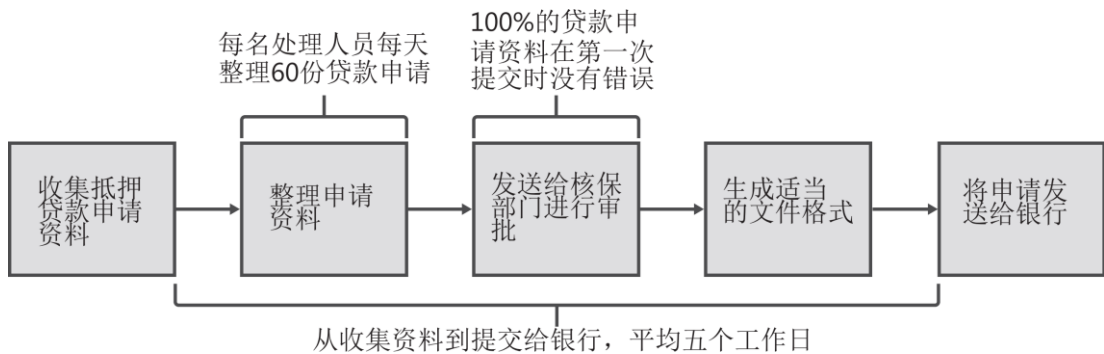 每名处理人员每天
整理60份贷款申请
100%的贷款申
请资料在第一次
提交时没有错误
收集抵押
贷款申请
资料
整理申请
资料
发送给核保
部门进行审
批
生成适当
的文件格式
将申请发
送给银行
从收集资料到提交给银行，平均五个工作日